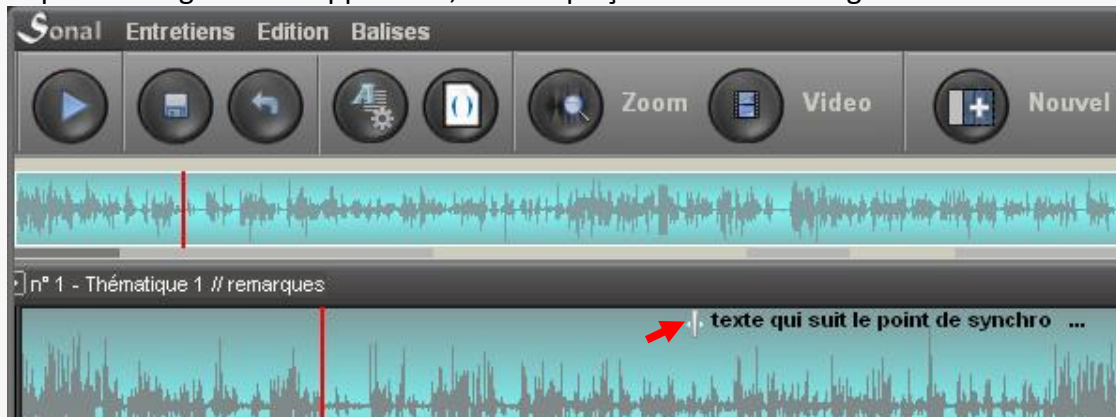 Sonal Entretiens Edition Balises
Zoom Video Nouvel
n° 1 - Thématique 1 // remarques
texte qui suit le point de synchro ...